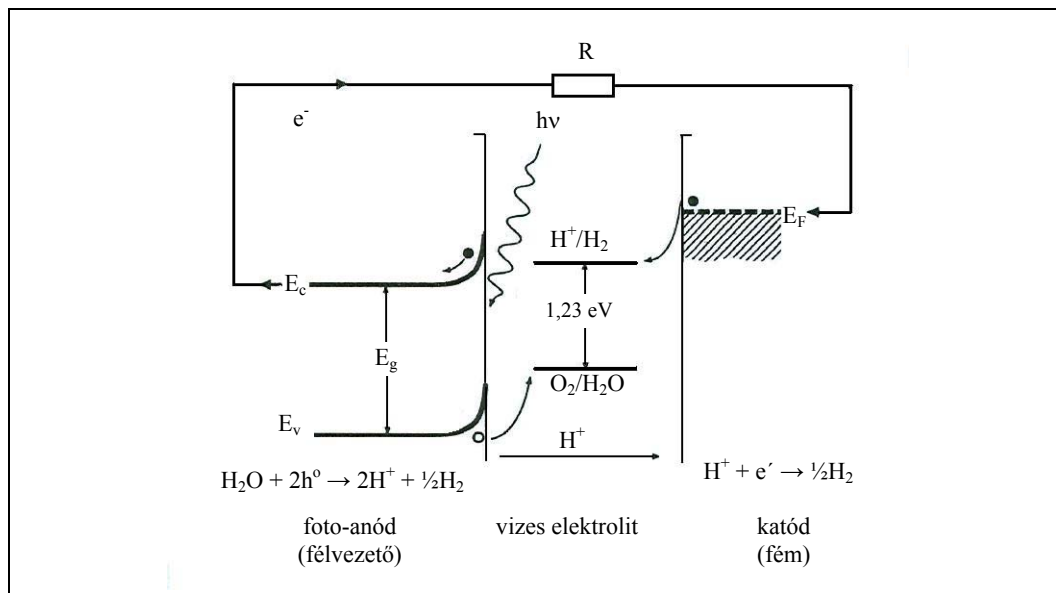 R
e⁻
hν
E_F
H⁺/H₂
E_c
1,23 eV
E_g
O₂/H₂O
E_v
H⁺
H₂O + 2h° → 2H⁺ + ½H₂
H⁺ + e´ → ½H₂
foto-anód
(félvezető)
vizes elektrolit
katód
(fém)